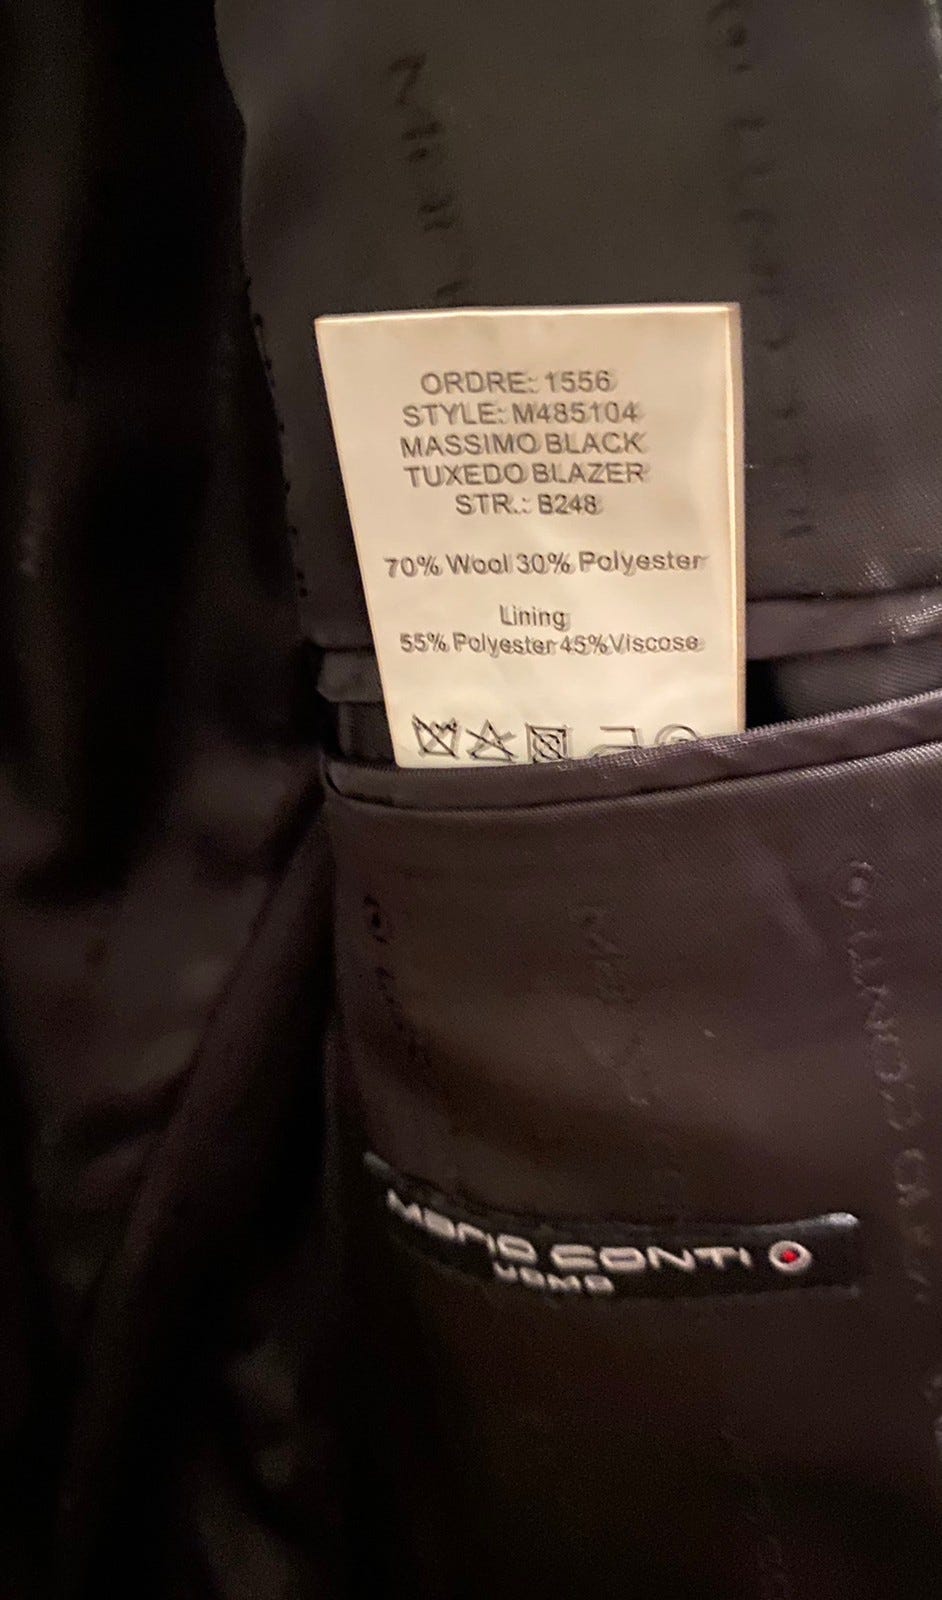 ORDRE: 1556
STYLE: M485104
MASSIMO BLACK
TUXEDO BLAZER
STR.: B248
70% Wool 30% Polyester
Lining
55% Polyester 45% Viscose
CONTI
MARIO CONTI
UOMO